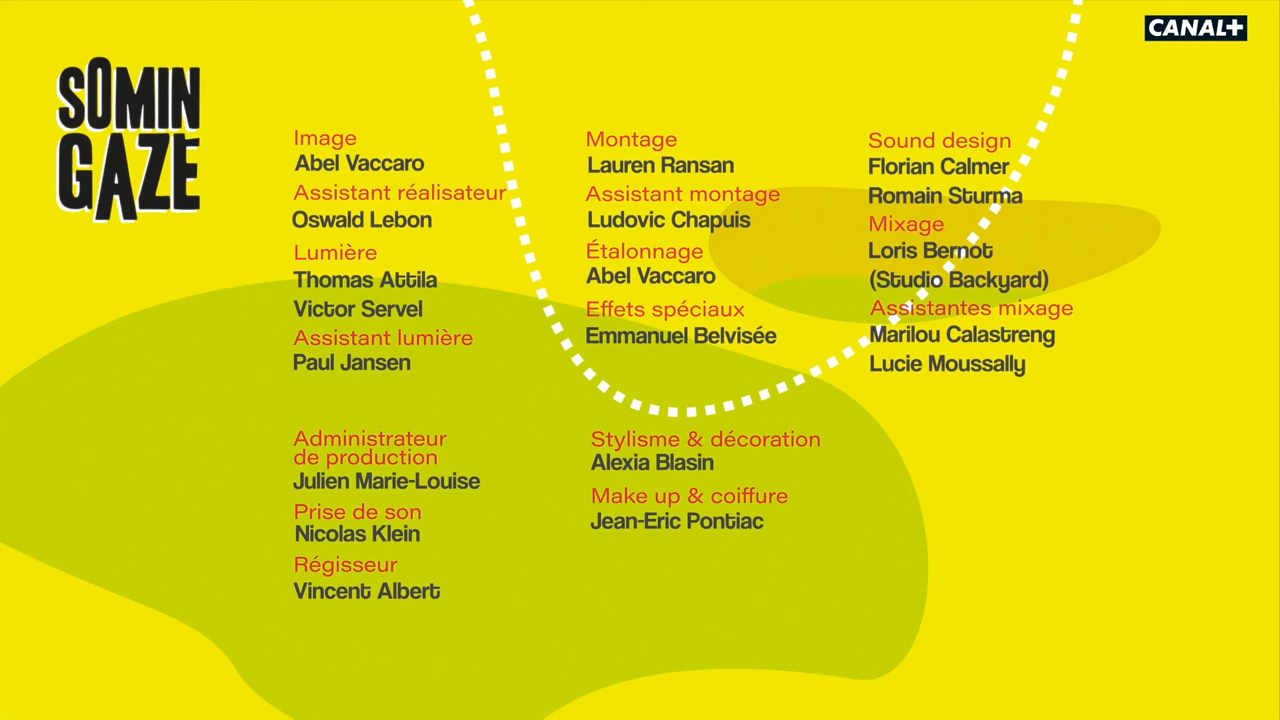 CANAL+
SOMIN
GAZE
Image
Abel Vaccaro
Assistant réalisateur
Oswald Lebon
Lumière
Thomas Attila
Victor Servel
Assistant lumière
Paul Jansen
Montage
Lauren Ransan
Assistant montage
Ludovic Chapuis
Étalonnage
Abel Vaccaro
Effets spéciaux
Emmanuel Belvisée
Sound design
Florian Calmer
Romain Sturma
Mixage
Loris Bernot
(Studio Backyard)
Assistantes mixage
Marilou Calastreng
Lucie Moussally
Administrateur
de production
Julien Marie-Louise
Prise de son
Nicolas Klein
Régisseur
Vincent Albert
Stylisme & décoration
Alexia Blasin
Make up & coiffure
Jean-Eric Pontiac